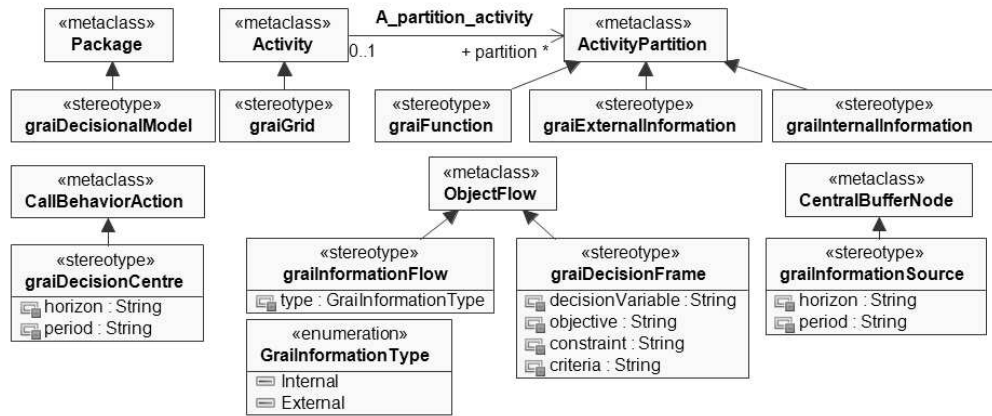 «metaclass»
Package
«metaclass»
Activity
A_partition_activity
0..1
+ partition *
«metaclass»
ActivityPartition
«stereotype»
graiDecisionalModel
«stereotype»
graiGrid
«stereotype»
graiFunction
«stereotype»
graiExternalInformation
«stereotype»
graiInternalInformation
«metaclass»
CallBehaviorAction
«metaclass»
ObjectFlow
«metaclass»
CentralBufferNode
«stereotype»
graiDecisionCentre
horizon : String
period : String
«stereotype»
graiInformationFlow
type : GraiInformationType
«stereotype»
graiDecisionFrame
decisionVariable : String
objective : String
constraint : String
criteria : String
«stereotype»
graiInformationSource
horizon : String
period : String
«enumeration»
GraiInformationType
Internal
External